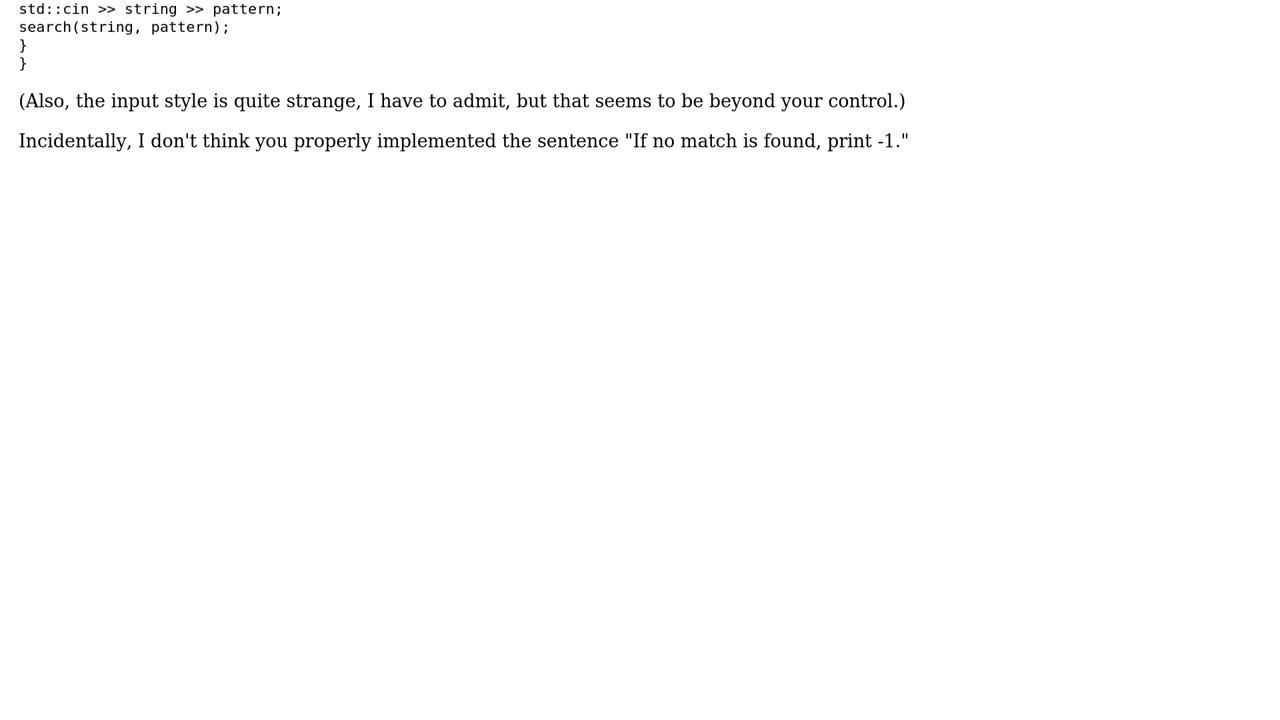 std::cin >> string >> pattern;
search(string, pattern);
}
}
(Also, the input style is quite strange, I have to admit, but that seems to be beyond your control.)
Incidentally, I don't think you properly implemented the sentence "If no match is found, print -1."